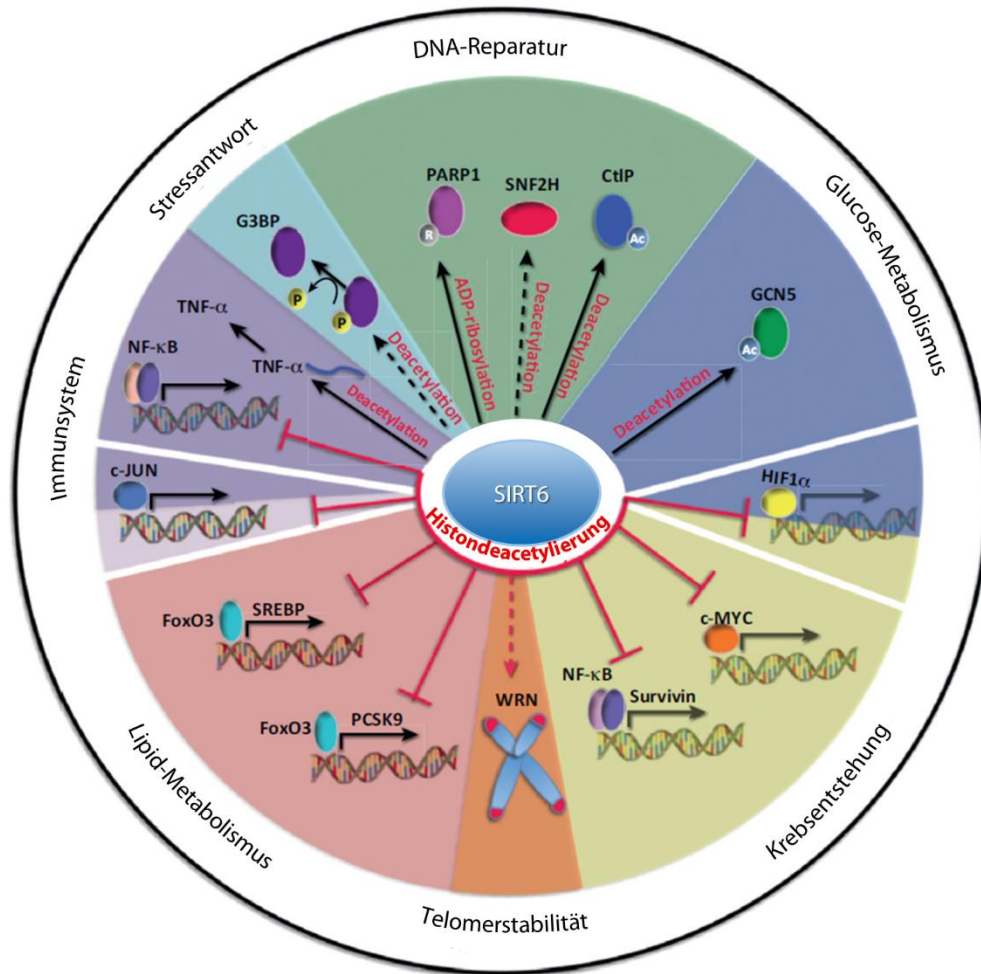 DNA-Reparatur
Stressantwort
Glucose-Metabolismus
Immunsystem
Krebsentstehung
Lipid-Metabolismus
Telomerstabilität
PARP1
R
SNF2H
CtIP
Ac
ADP-ribosylation
Deacetylation
Deacetylation
G3BP
P
P
Deacetylation
GCN5
Ac
Deacetylation
TNF-α
TNF-α
Deacetylation
NF-κB
c-JUN
SIRT6
Histondeacetylierung
HIF1α
FoxO3
SREBP
FoxO3
PCSK9
WRN
NF-κB
Survivin
c-MYC